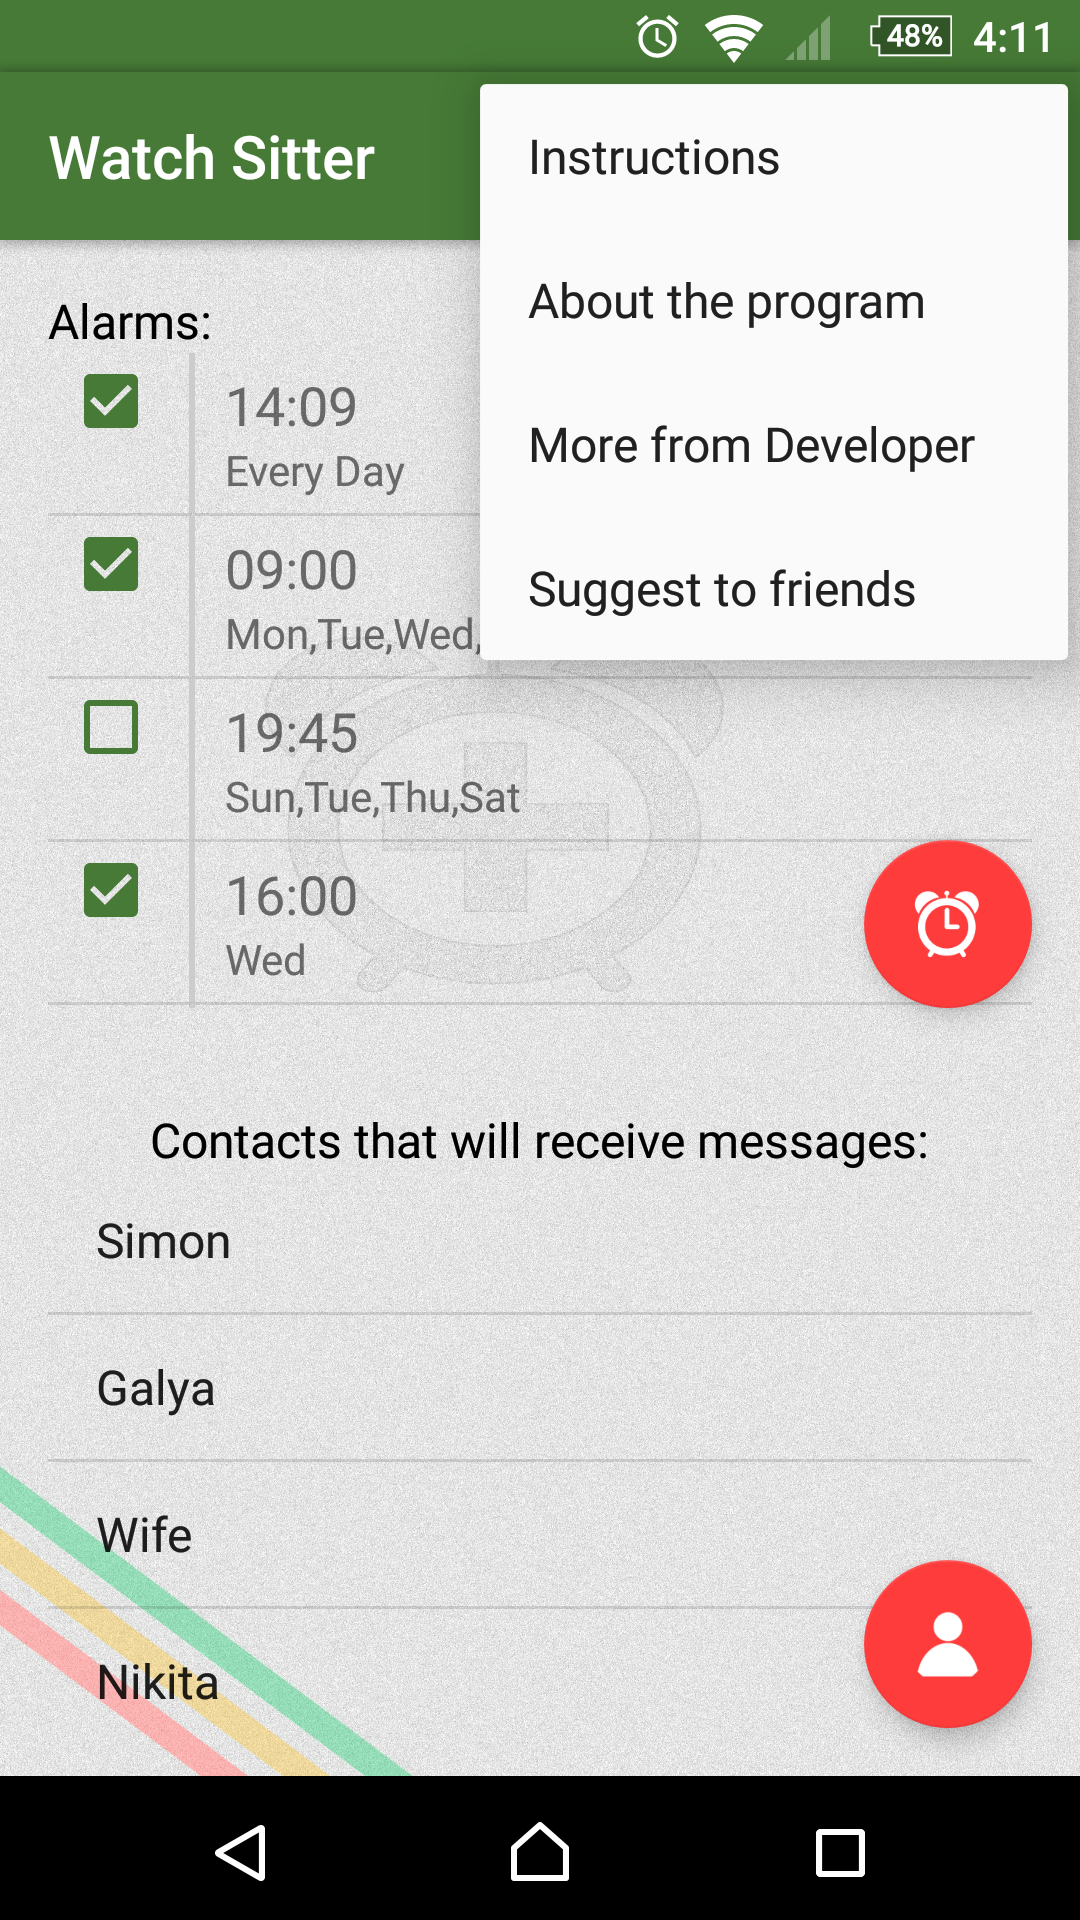 48% 4:11
Watch Sitter
Instructions
About the program
More from Developer
Suggest to friends
Alarms:
14:09
Every Day
09:00
Mon,Tue,Wed,
19:45
Sun,Tue,Thu,Sat
16:00
Wed
Contacts that will receive messages:
Simon
Galya
Wife
Nikita